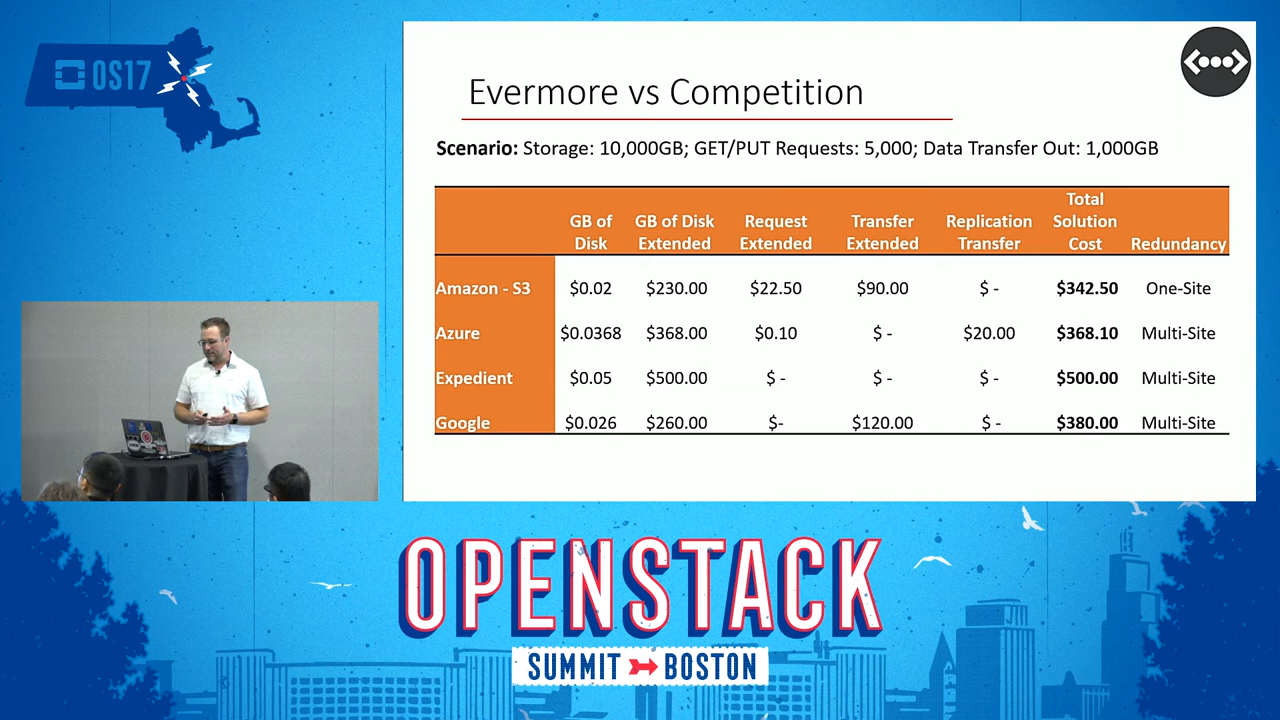 OS17
Evermore vs Competition
Scenario: Storage: 10,000GB; GET/PUT Requests: 5,000; Data Transfer Out: 1,000GB
GB of Disk
GB of Disk Extended
Request Extended
Transfer Extended
Replication Transfer
Total Solution Cost
Redundancy
Amazon - S3 $0.02 $230.00 $22.50 $90.00 $ - $342.50 One-Site
Azure $0.0368 $368.00 $0.10 $ - $20.00 $368.10 Multi-Site
Expedient $0.05 $500.00 $ - $ - $ - $500.00 Multi-Site
Google $0.026 $260.00 $- $120.00 $ - $380.00 Multi-Site
OPENSTACK
SUMMIT BOSTON